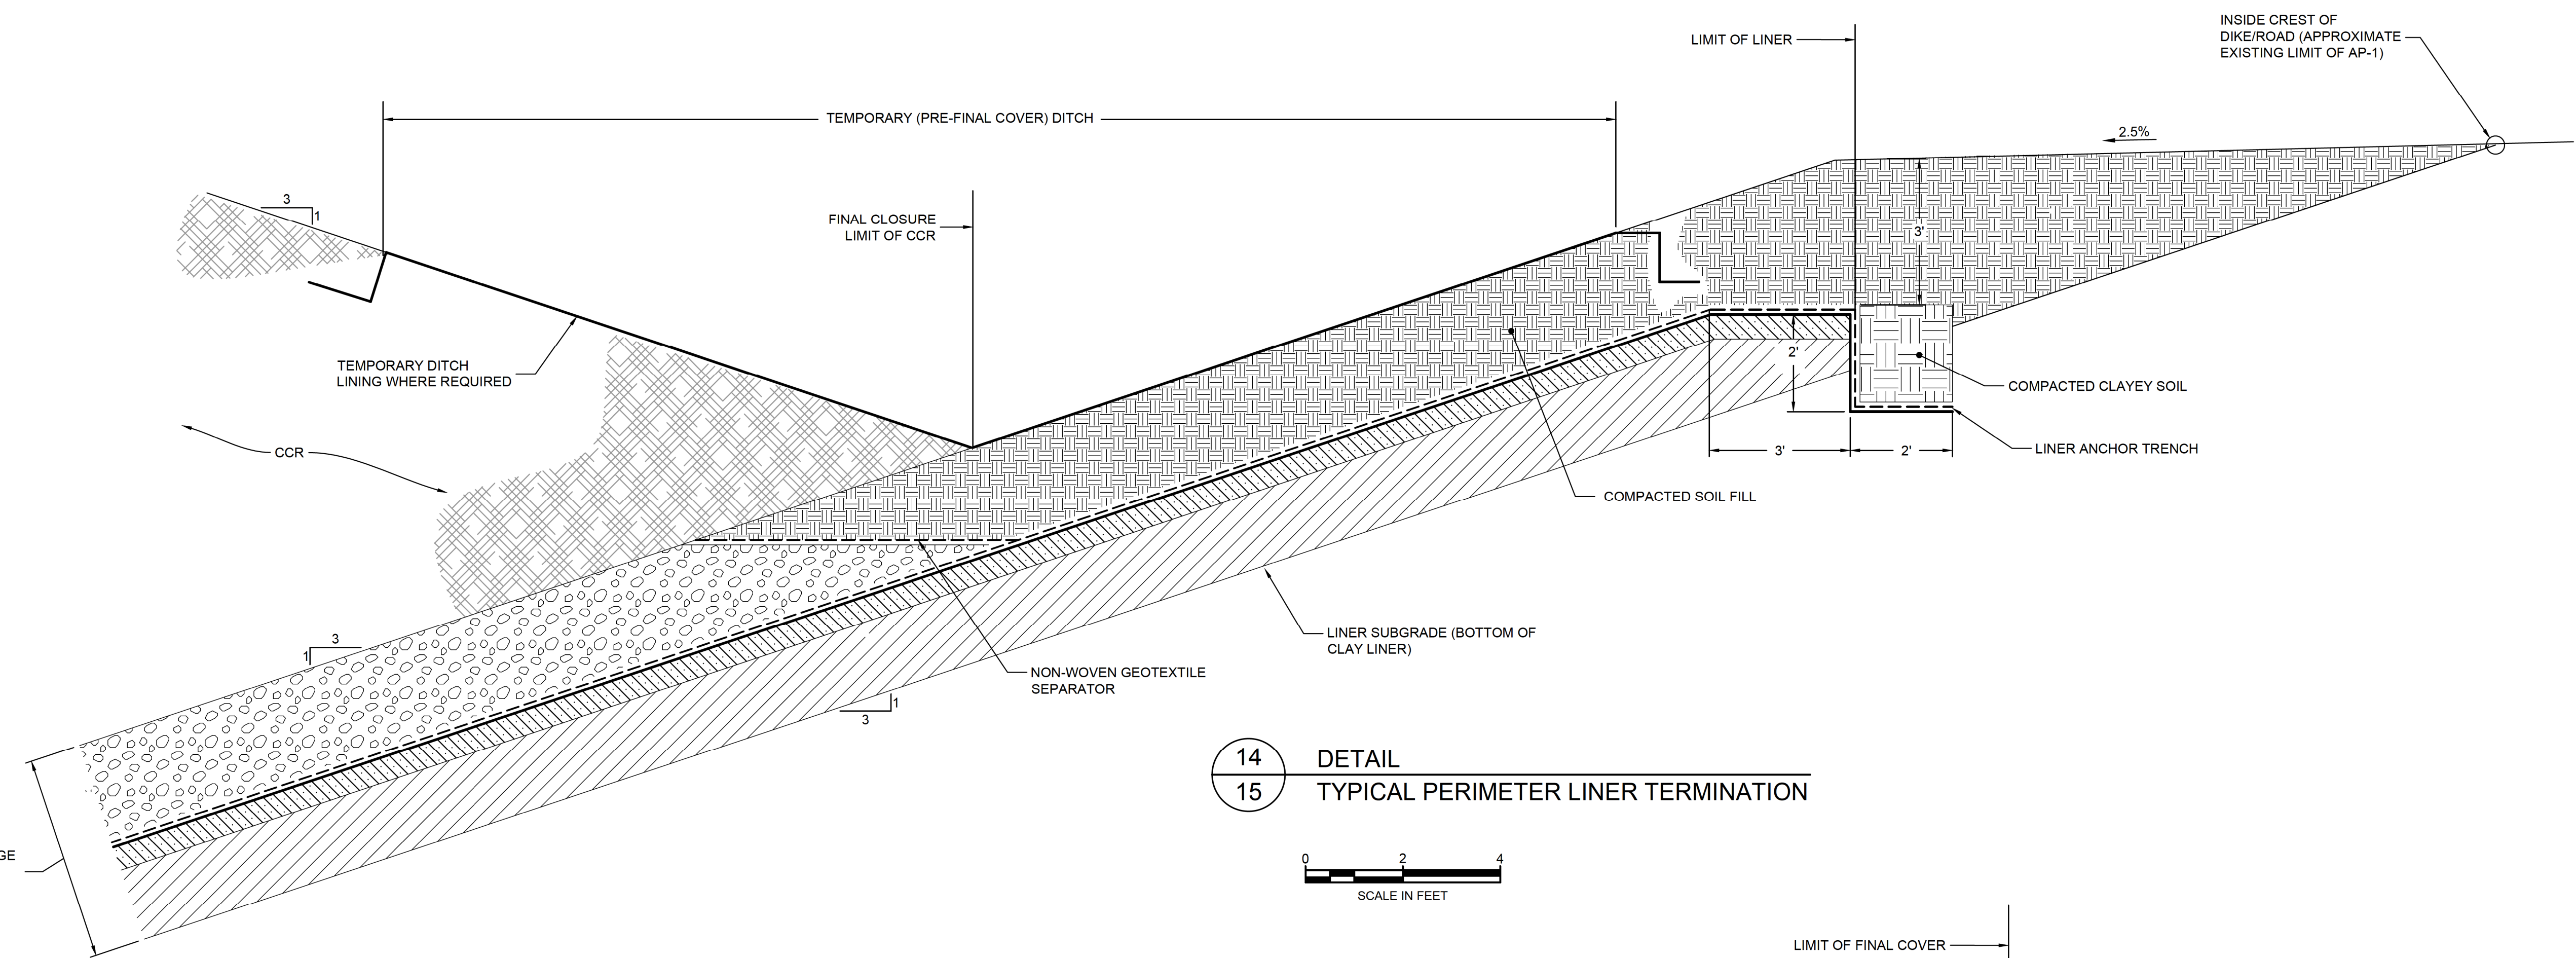 INSIDE CREST OF
DIKE/ROAD (APPROXIMATE
EXISTING LIMIT OF AP-1)
LIMIT OF LINER
TEMPORARY (PRE-FINAL COVER) DITCH
2.5%
3
1
FINAL CLOSURE
LIMIT OF CCR
3'
TEMPORARY DITCH
LINING WHERE REQUIRED
2'
COMPACTED CLAYEY SOIL
CCR
3'
2'
LINER ANCHOR TRENCH
COMPACTED SOIL FILL
3
1
LINER SUBGRADE (BOTTOM OF
CLAY LINER)
NON-WOVEN GEOTEXTILE
SEPARATOR
1
3
14
DETAIL
15
TYPICAL PERIMETER LINER TERMINATION
GE
0 2 4
SCALE IN FEET
LIMIT OF FINAL COVER